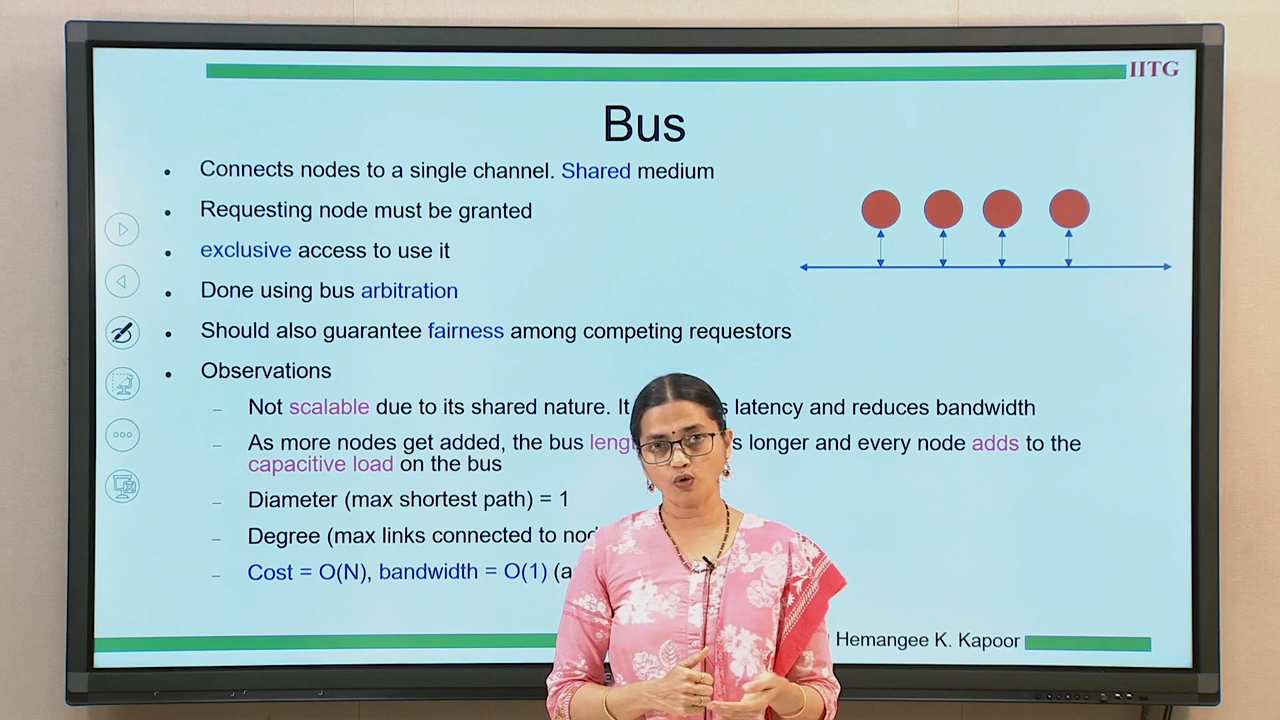 IITG
Bus
Connects nodes to a single channel. Shared medium
Requesting node must be granted
exclusive access to use it
Done using bus arbitration
Should also guarantee fairness among competing requestors
Observations
Not scalable due to its shared nature. It latency and reduces bandwidth
As more nodes get added, the bus longer and every node adds to the
capacitive load on the bus
Diameter (max shortest path) = 1
Degree (max links connected to
Cost = O(N), bandwidth = O(1)
Hemangee K. Kapoor